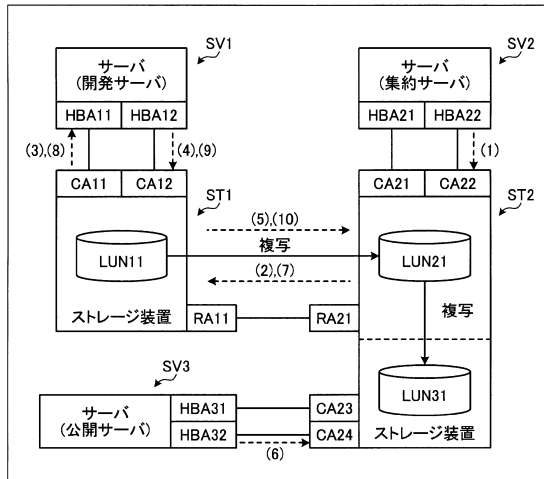 SV1
サーバ
(開発サーバ)
HBA11
HBA12
SV2
サーバ
(集約サーバ)
HBA21
HBA22
(3),(8)
(4),(9)
(1)
CA11
CA12
ST1
CA21
CA22
ST2
(5),(10)
複写
LUN11
LUN21
(2),(7)
ストレージ装置
RA11
RA21
複写
SV3
LUN31
サーバ
(公開サーバ)
HBA31
HBA32
CA23
CA24
ストレージ装置
(6)